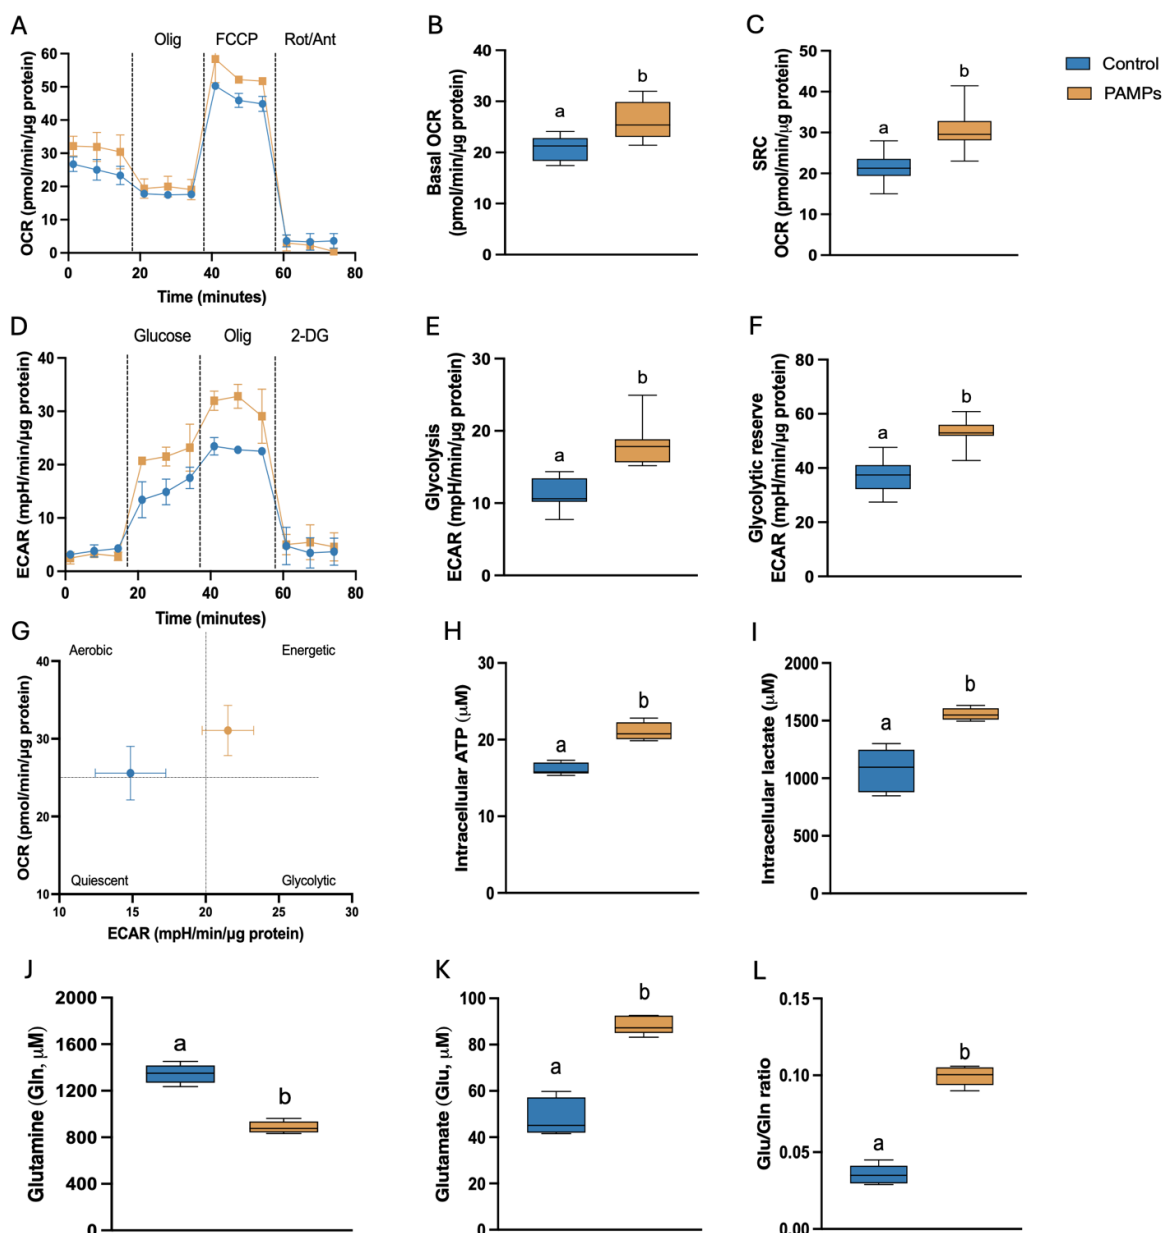 A
Olig
FCCP
Rot/Ant
OCR (pmol/min/µg protein)
60
50
40
30
20
10
0
0
20
40
60
80
Time (minutes)
B
Basal OCR
(pmol/min/µg protein)
40
30
20
10
0
a
b
C
SRC
OCR (pmol/min/µg protein)
50
40
30
20
10
0
a
b
Control
PAMPs
D
Glucose
Olig
2-DG
ECAR (mpH/min/µg protein)
40
30
20
10
0
0
20
40
60
80
Time (minutes)
E
Glycolysis
ECAR (mpH/min/µg protein)
30
20
10
0
a
b
F
Glycolytic reserve
ECAR (mpH/min/µg protein)
80
60
40
20
0
a
b
G
Aerobic
Energetic
Quiescent
Glycolytic
OCR (pmol/min/µg protein)
40
30
20
10
10
15
20
25
30
ECAR (mpH/min/µg protein)
H
Intracellular ATP (µM)
30
20
10
0
a
b
I
Intracellular lactate (µM)
2000
1500
1000
500
0
a
b
J
Glutamine (Gln, µM)
2000
1600
1200
800
400
0
a
b
K
Glutamate (Glu, µM)
100
80
60
40
20
0
a
b
L
Glu/Gln ratio
0.15
0.10
0.05
0.00
a
b